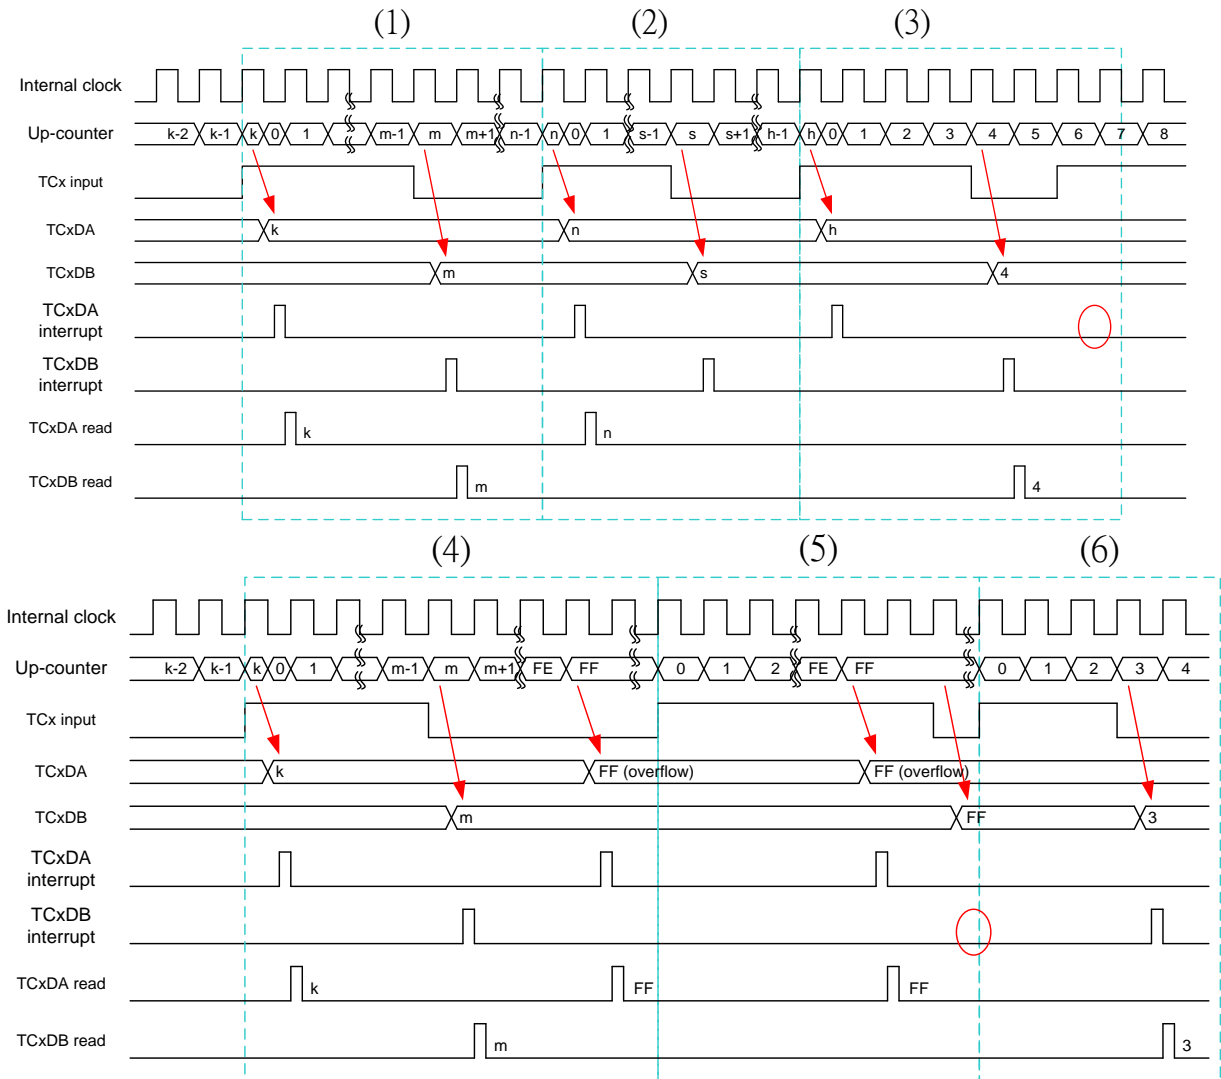 (1) (2) (3)
Internal clock
Up-counter k-2 k-1 k 0 1 m-1 m m+1 n-1 n 0 1 s-1 s s+1 h-1 h 0 1 2 3 4 5 6 7 8
TCx input
TCxDA k n h
TCxDB m s 4
TCxDA
interrupt
TCxDB
interrupt
TCxDA read k n
TCxDB read m 4
(4) (5) (6)
Internal clock
Up-counter k-2 k-1 k 0 1 m-1 m m+1 FE FF 0 1 2 FE FF 0 1 2 3 4
TCx input
TCxDA k FF (overflow) FF (overflow)
TCxDB m FF 3
TCxDA
interrupt
TCxDB
interrupt
TCxDA read k FF FF
TCxDB read m 3